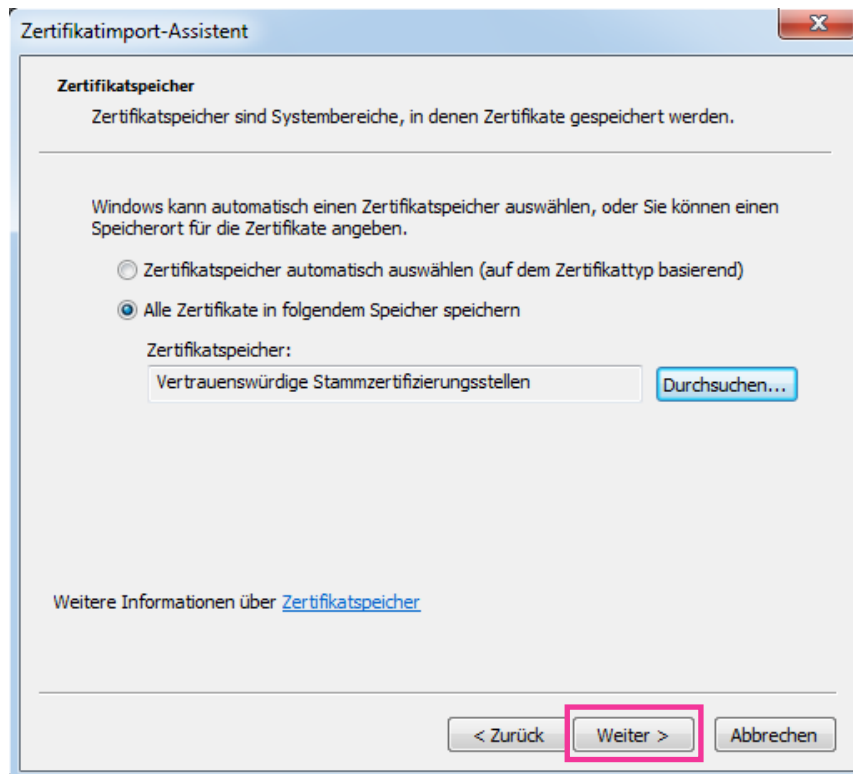 Zertifikatimport-Assistent
Zertifikatspeicher
Zertifikatspeicher sind Systembereiche, in denen Zertifikate gespeichert werden.
Windows kann automatisch einen Zertifikatspeicher auswählen, oder Sie können einen
Speicherort für die Zertifikate angeben.
Zertifikatspeicher automatisch auswählen (auf dem Zertifikattyp basierend)
Alle Zertifikate in folgendem Speicher speichern
Zertifikatspeicher:
Vertrauenswürdige Stammzertifizierungsstellen
Durchsuchen...
Weitere Informationen über Zertifikatspeicher
< Zurück
Weiter >
Abbrechen